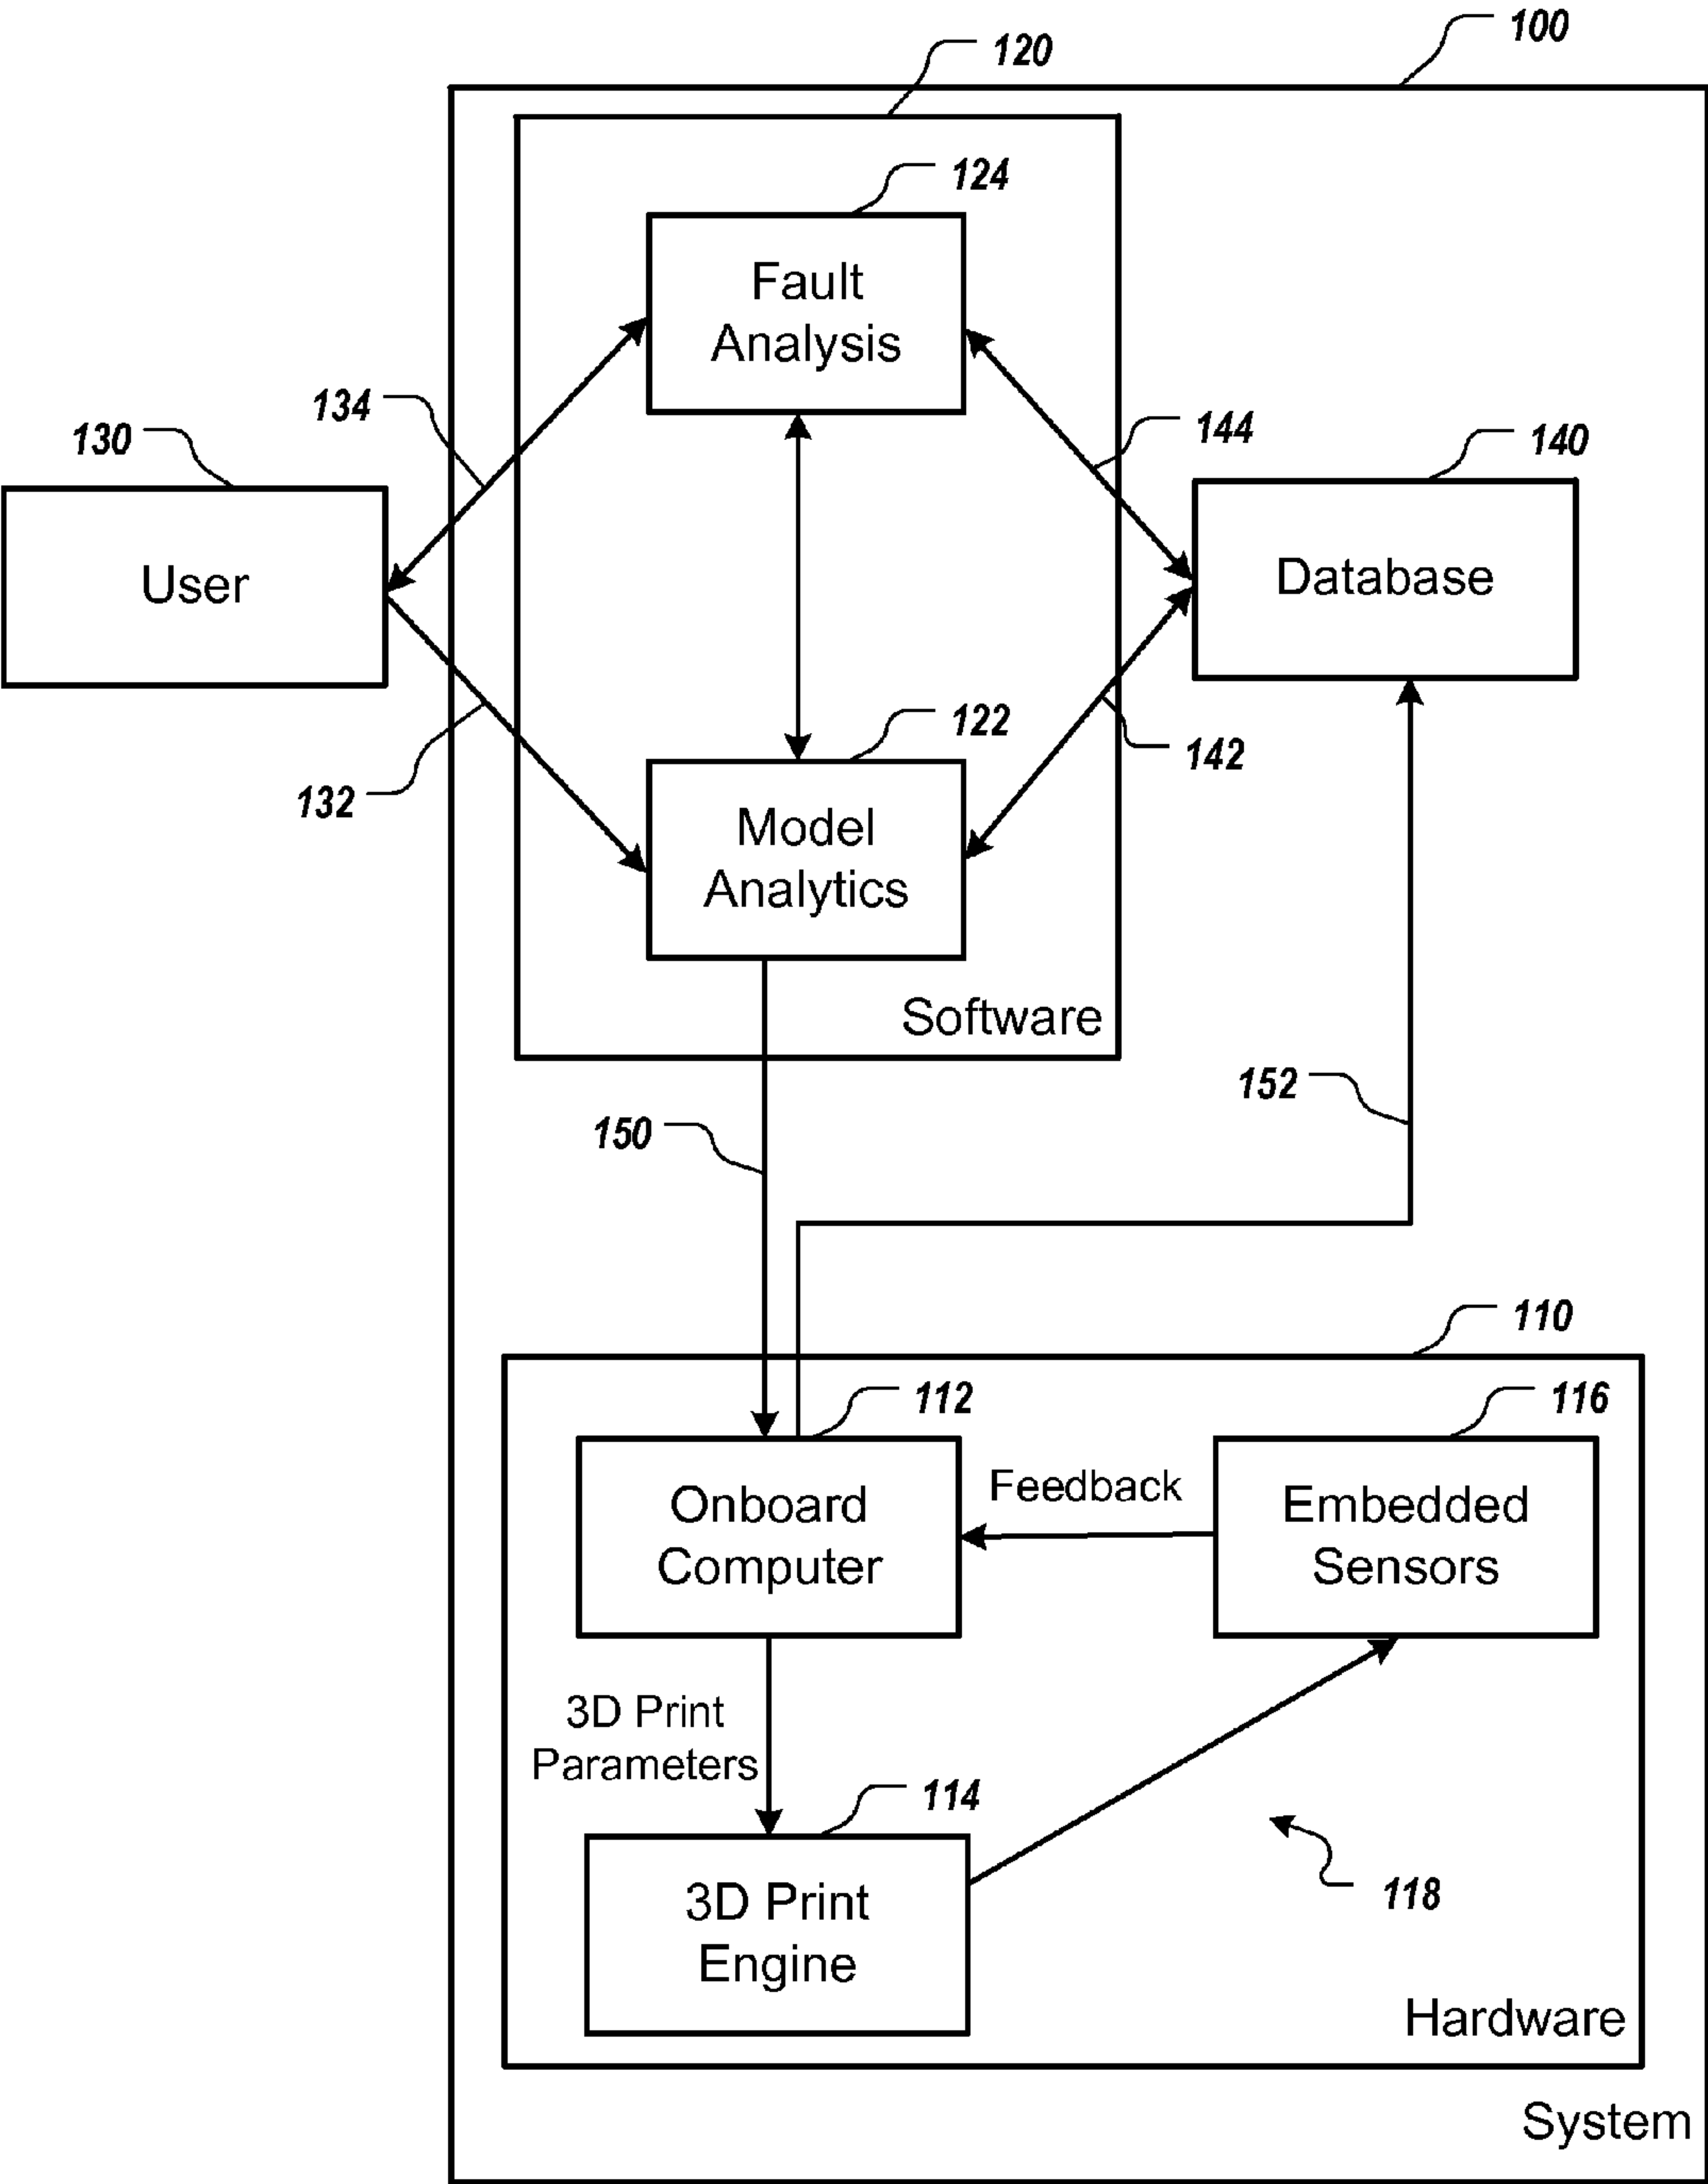 100
120
124
Fault
Analysis
134
144
130
140
User
Database
122
142
132
Model
Analytics
Software
152
150
110
112
116
Onboard
Computer
Feedback
Embedded
Sensors
3D Print
Parameters
114
118
3D Print
Engine
Hardware
System